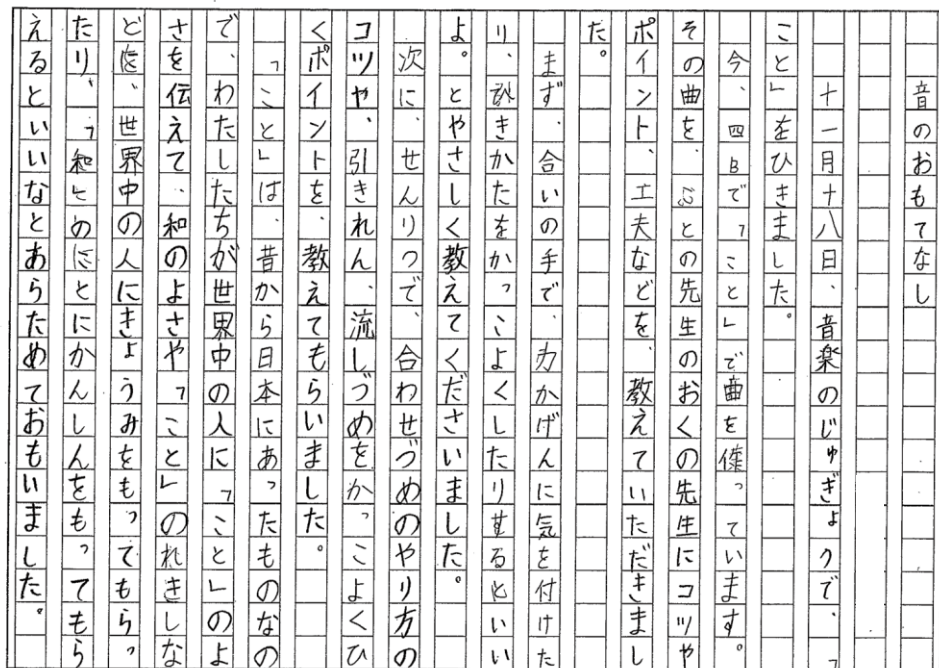 音のおもてなし
十一月十八日、音楽のじゅぎょうで、「
こと」をひきました。
今、四Bで「こと」で曲を作っています。
その曲を、ことの先生のおくの先生にコツや
ポイント、工夫などを、教えていただきまし
た。
まず、合いの手で、力かげんに気を付けた
り、ひきかたをかっこよくしたりするといい
よ。とやさしく教えてくださいました。
次に、せんりつで、合わせづめのやり方の
コツや、引きれん、流しづめをかっこよくひ
くポイントを、教えてもらいました。
「こと」は、昔から日本にあったものなの
で、わたしたちが世界中の人に「こと」のよ
さを伝えて、和のよさや「こと」のれきしな
どを、世界中の人にきょうみをもってもらっ
たり、「和」のにとにかんしんをもってもら
えるといいなとあらためておもいました。